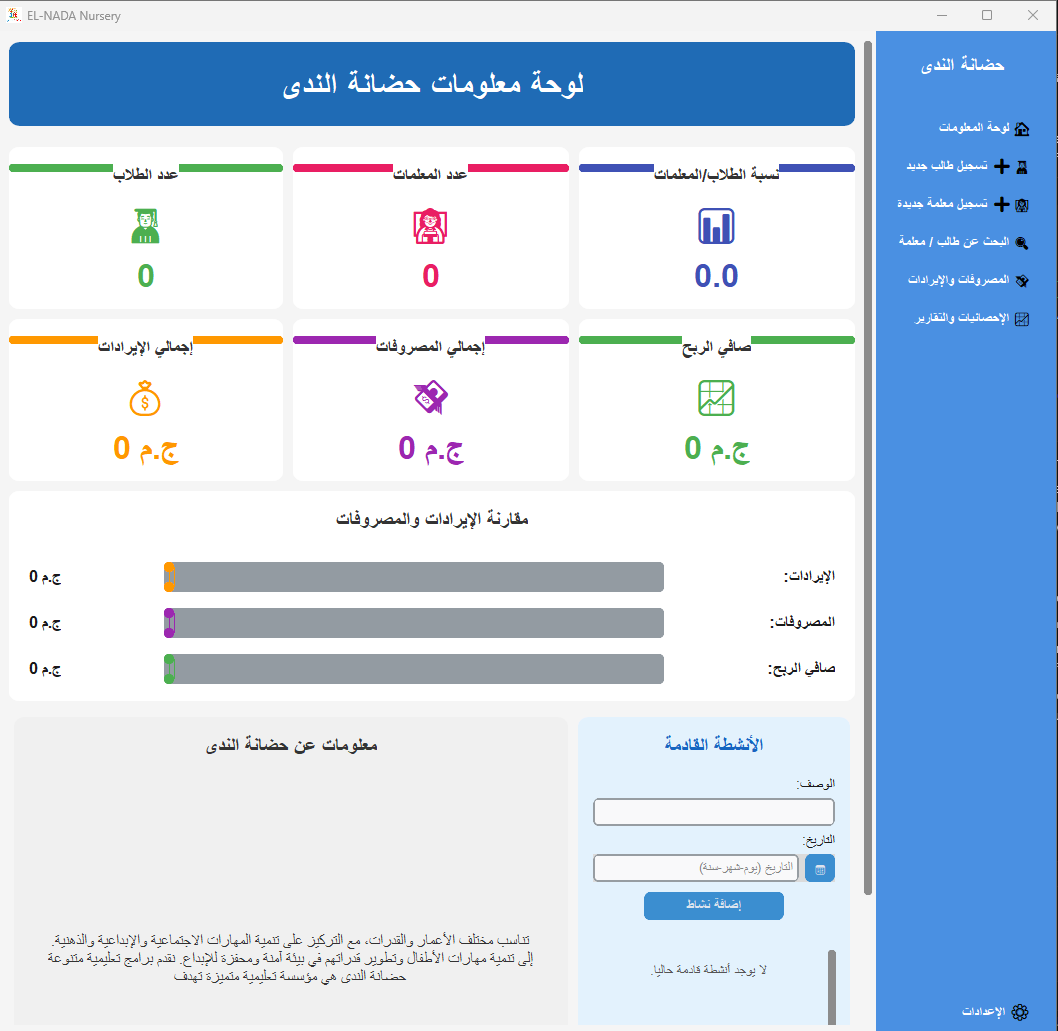 EL-NADA Nursery
حضانة الندى
لوحة المعلومات
تسجيل طالب جديد
تسجيل معلمة جديدة
البحث عن طالب / معلمة
المصروفات والإيرادات
الإحصائيات والتقارير
الإعدادات
لوحة معلومات حضانة الندى
نسبة الطلاب/المعلمات
0.0
عدد المعلمات
0
عدد الطلاب
0
صافي الربح
0 ج.م
إجمالي المصروفات
0 ج.م
إجمالي الإيرادات
0 ج.م
مقارنة الإيرادات والمصروفات
الإيرادات:
0 ج.م
المصروفات:
0 ج.م
صافي الربح:
0 ج.م
الأنشطة القادمة
الوصف:
التاريخ:
التاريخ (يوم-شهر-سنة)
إضافة نشاط
لا يوجد أنشطة قادمة حاليا.
معلومات عن حضانة الندى
تناسب مختلف الأعمار والقدرات، مع التركيز على تنمية المهارات الاجتماعية والإبداعية والذهنية.
إلى تنمية مهارات الأطفال وتطوير قدراتهم في بيئة آمنة ومحفزة للإبداع. نقدم برامج تعليمية متنوعة
حضانة الندى هي مؤسسة تعليمية متميزة تهدف